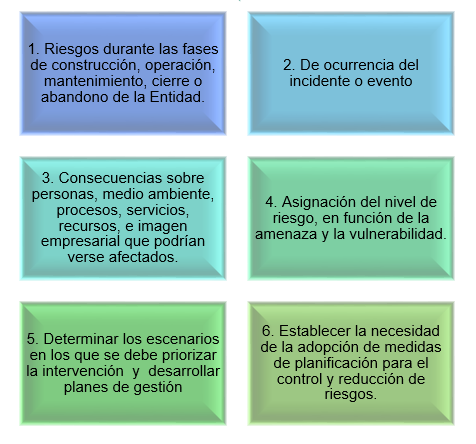 1. Riesgos durante las fases
de construcción, operación,
mantenimiento, cierre o
abandono de la Entidad.
2. De ocurrencia del
incidente o evento
3. Consecuencias sobre
personas, medio ambiente,
procesos, servicios,
recursos, e imagen
empresarial que podrían
verse afectados.
4. Asignación del nivel de
riesgo, en función de la
amenaza y la vulnerabilidad.
5. Determinar los escenarios
en los que se debe priorizar
la intervención y desarrollar
planes de gestión
6. Establecer la necesidad
de la adopción de medidas
de planificación para el
control y reducción de
riesgos.